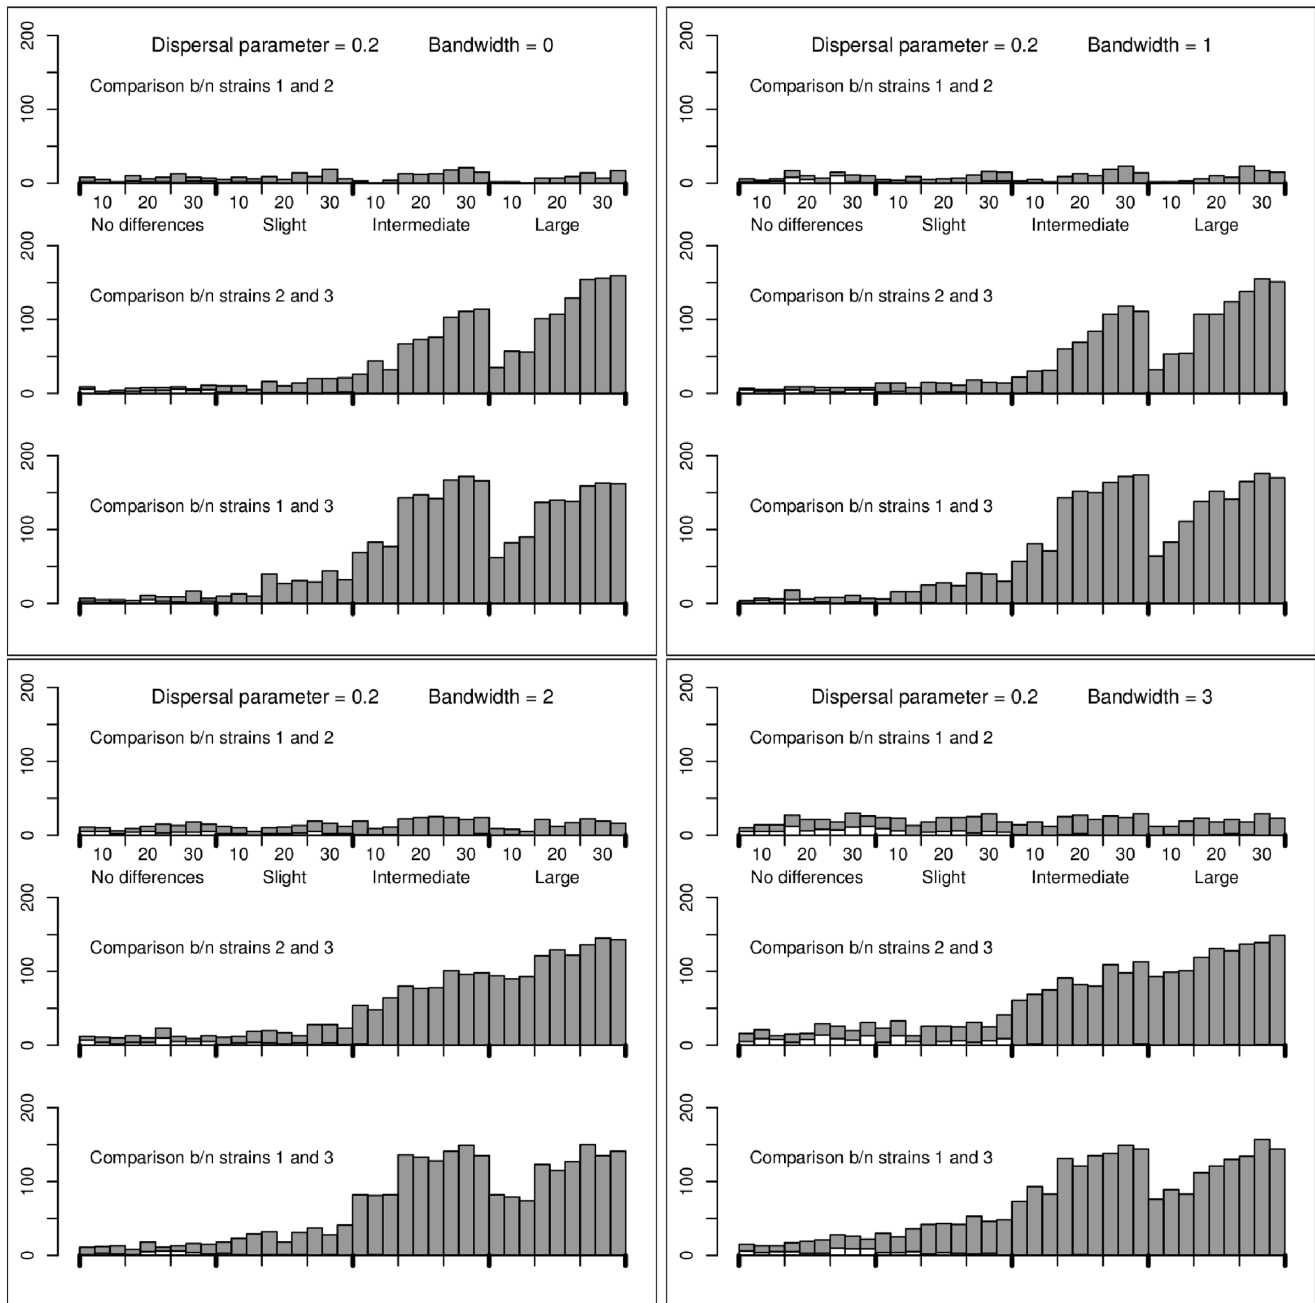 Dispersal parameter = 0.2 Bandwidth = 0
Comparison b/n strains 1 and 2
200
100
0
10 20 30 10 20 30 10 20 30 10 20 30
No differences Slight Intermediate Large
Comparison b/n strains 2 and 3
200
100
0
Comparison b/n strains 1 and 3
200
100
0
Dispersal parameter = 0.2 Bandwidth = 1
Comparison b/n strains 1 and 2
200
100
0
10 20 30 10 20 30 10 20 30 10 20 30
No differences Slight Intermediate Large
Comparison b/n strains 2 and 3
200
100
0
Comparison b/n strains 1 and 3
200
100
0
Dispersal parameter = 0.2 Bandwidth = 2
Comparison b/n strains 1 and 2
200
100
0
10 20 30 10 20 30 10 20 30 10 20 30
No differences Slight Intermediate Large
Comparison b/n strains 2 and 3
200
100
0
Comparison b/n strains 1 and 3
200
100
0
Dispersal parameter = 0.2 Bandwidth = 3
Comparison b/n strains 1 and 2
200
100
0
10 20 30 10 20 30 10 20 30 10 20 30
No differences Slight Intermediate Large
Comparison b/n strains 2 and 3
200
100
0
Comparison b/n strains 1 and 3
200
100
0